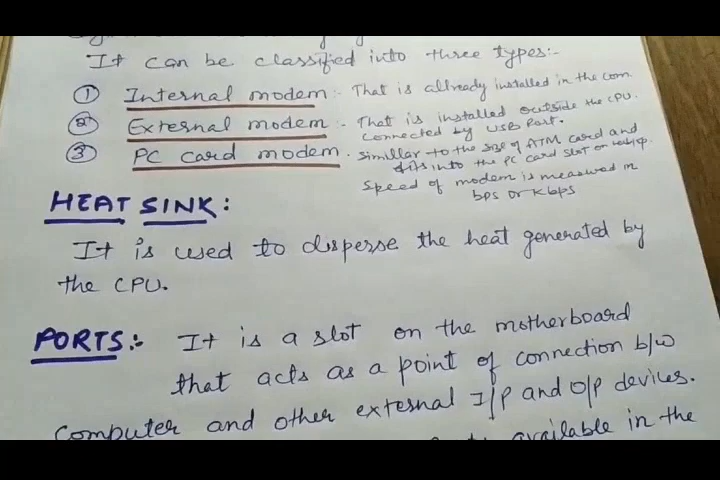 It can be classified into three types:-
① Internal modem - That is allready installed in the com.
② External modem - That is installed outside the CPU.
connected by USB Port.
③ PC card modem . Simillar to the size of ATM card and
fits into the PC card slot on
Speed of modem is measured in
bps or kbps
HEAT SINK:
It is used to disperse the heat generated by
the CPU.
PORTS:- It is a slot on the motherboard
that acts as a point of connection b/w
computer and other external I/P and O/P devices.
available in the